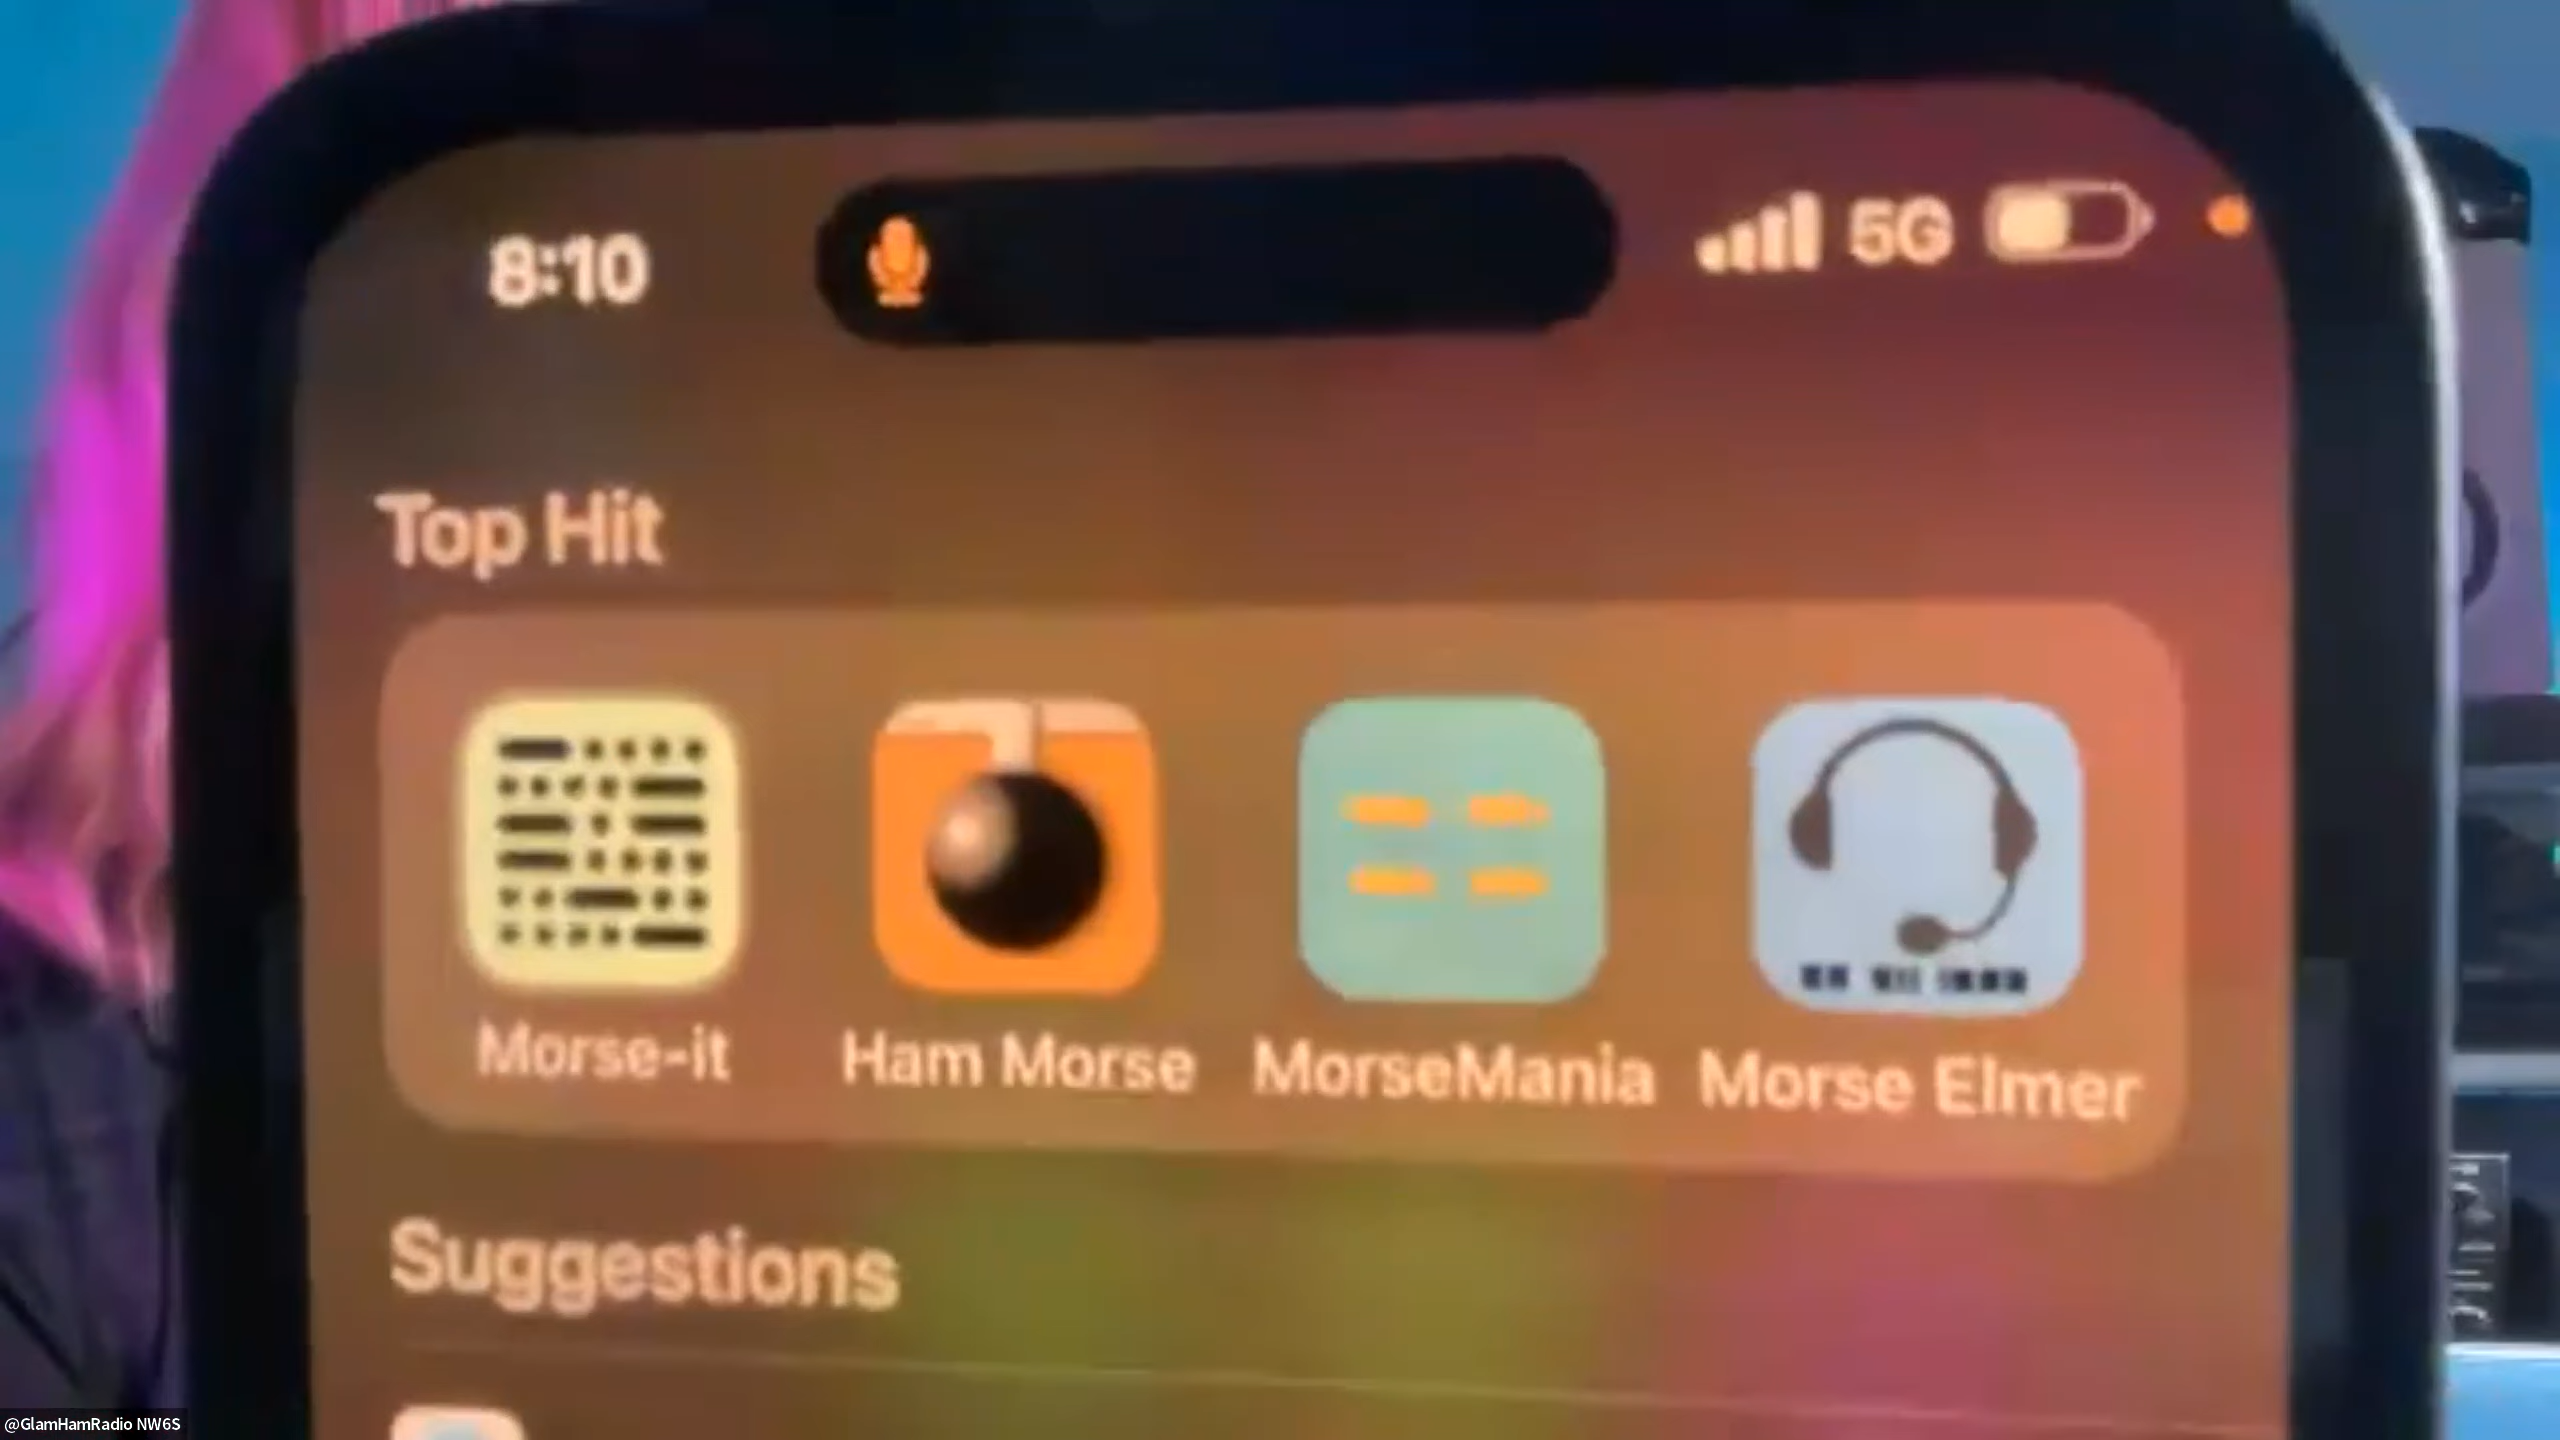 8:10
5G
Top Hit
Morse-it
Ham Morse
MorseMania
Morse Elmer
Suggestions
@GlamHamRadio NW6S